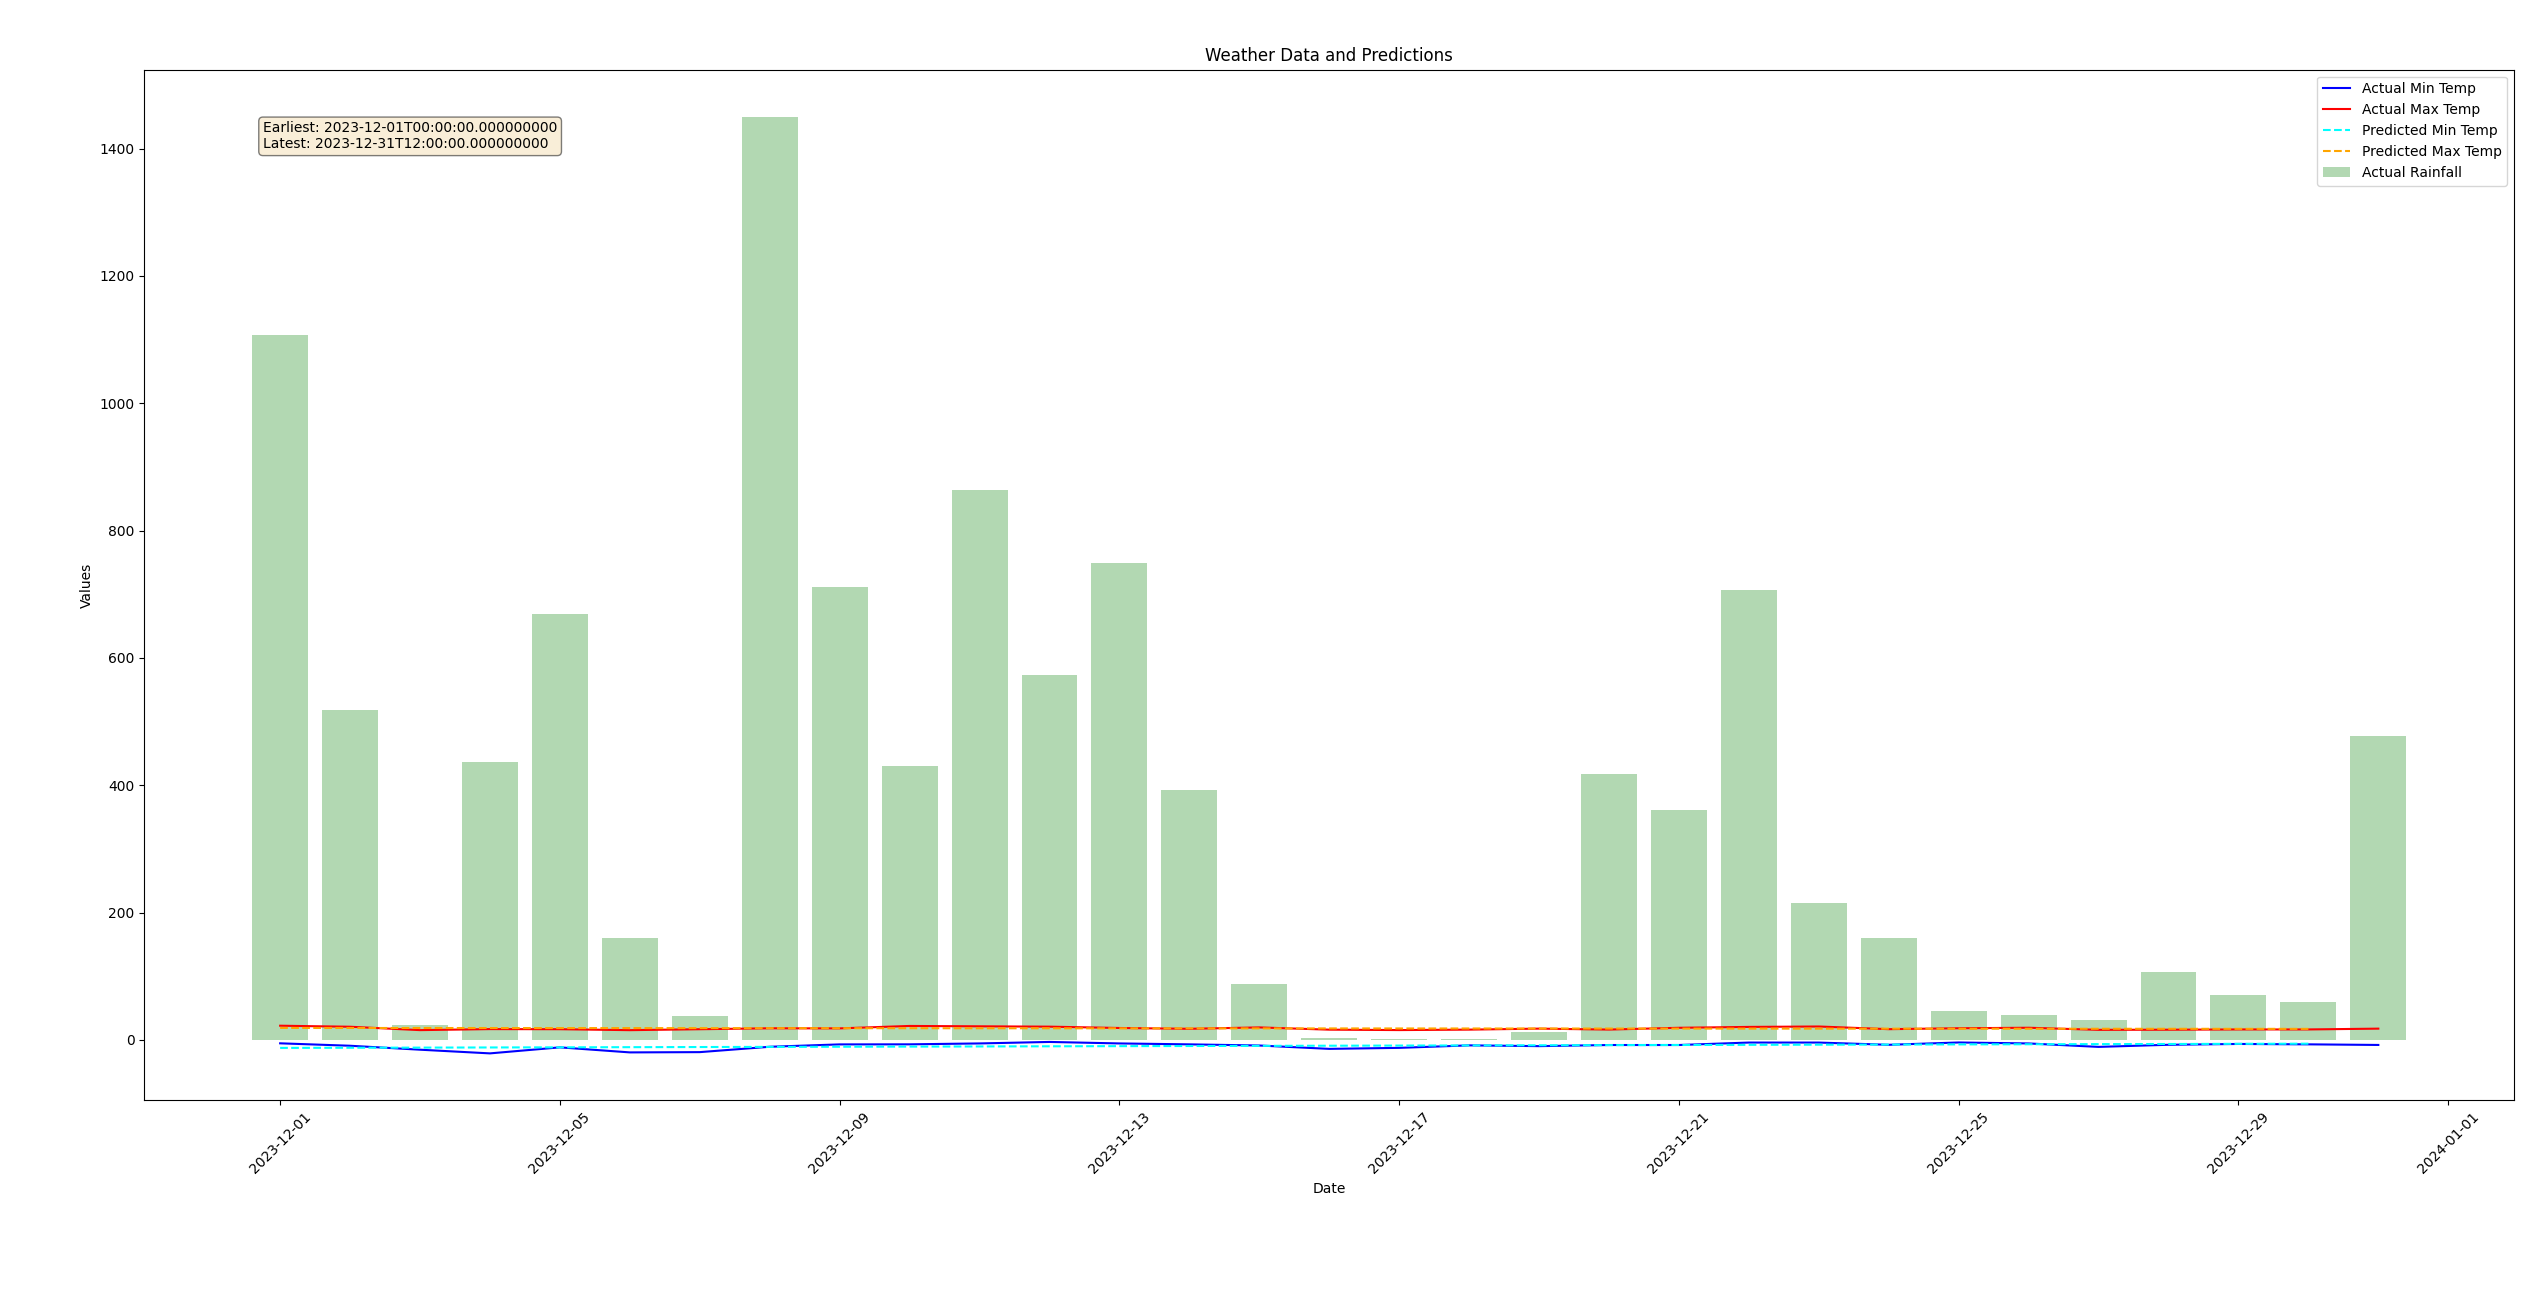 Weather Data and Predictions
Earliest: 2023-12-01T00:00:00.000000000
Latest: 2023-12-31T12:00:00.000000000
Actual Min Temp
Actual Max Temp
Predicted Min Temp
Predicted Max Temp
Actual Rainfall
Values
1400
1200
1000
800
600
400
200
0
2023-12-01
2023-12-05
2023-12-09
2023-12-13
2023-12-17
2023-12-21
2023-12-25
2023-12-29
2024-01-01
Date